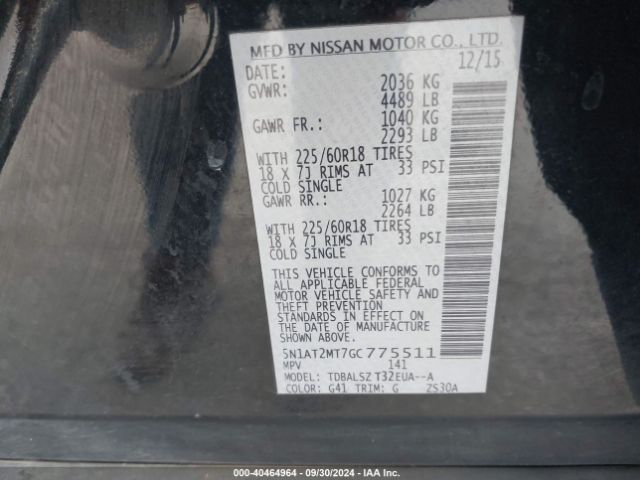 MFD BY NISSAN MOTOR CO., LTD.
DATE: 12/15
GVWR: 2036 KG
4489 LB
GAWR FR.: 1040 KG
2293 LB
WITH 225/60R18 TIRES
18 X 7J RIMS AT 33 PSI
COLD SINGLE
GAWR RR.: 1027 KG
2264 LB
WITH 225/60R18 TIRES
18 X 7J RIMS AT 33 PSI
COLD SINGLE
THIS VEHICLE CONFORMS TO
ALL APPLICABLE FEDERAL
MOTOR VEHICLE SAFETY AND
THEFT PREVENTION
STANDARDS IN EFFECT ON
THE DATE OF MANUFACTURE
SHOWN ABOVE.
5N1AT2MT7GC775511
MPV 141
MODEL: TDBALSZ T32EUA--A
COLOR: G41 TRIM: G ZS30A
000-40464964 - 09/30/2024 - IAA Inc.